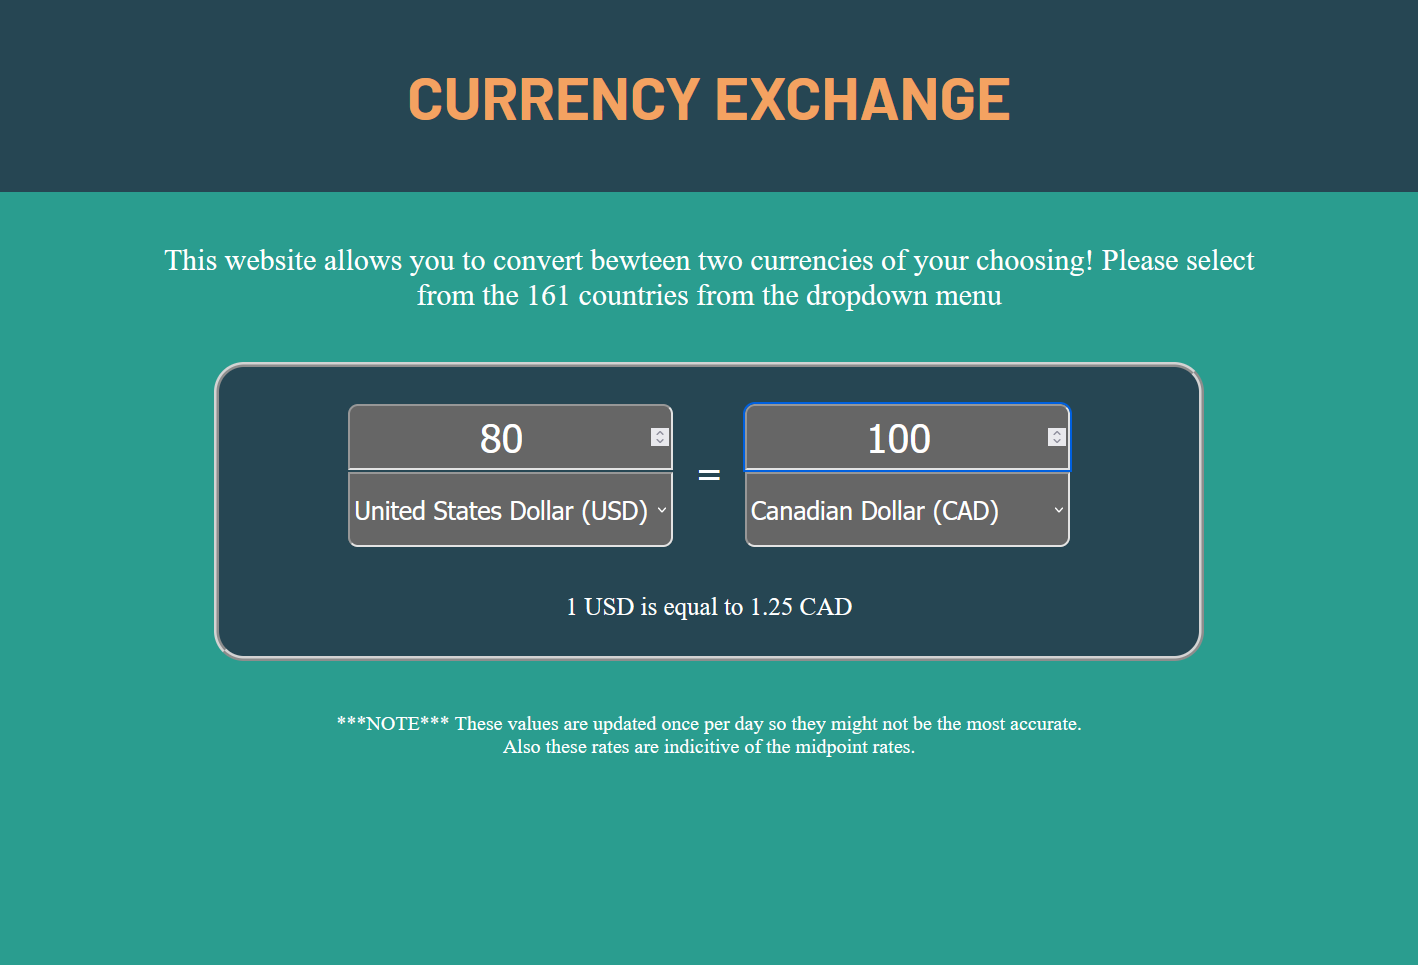 CURRENCY EXCHANGE
This website allows you to convert bewteen two currencies of your choosing! Please select
from the 161 countries from the dropdown menu
80
100
=
United States Dollar (USD)
Canadian Dollar (CAD)
1 USD is equal to 1.25 CAD
***NOTE*** These values are updated once per day so they might not be the most accurate.
Also these rates are indicitive of the midpoint rates.